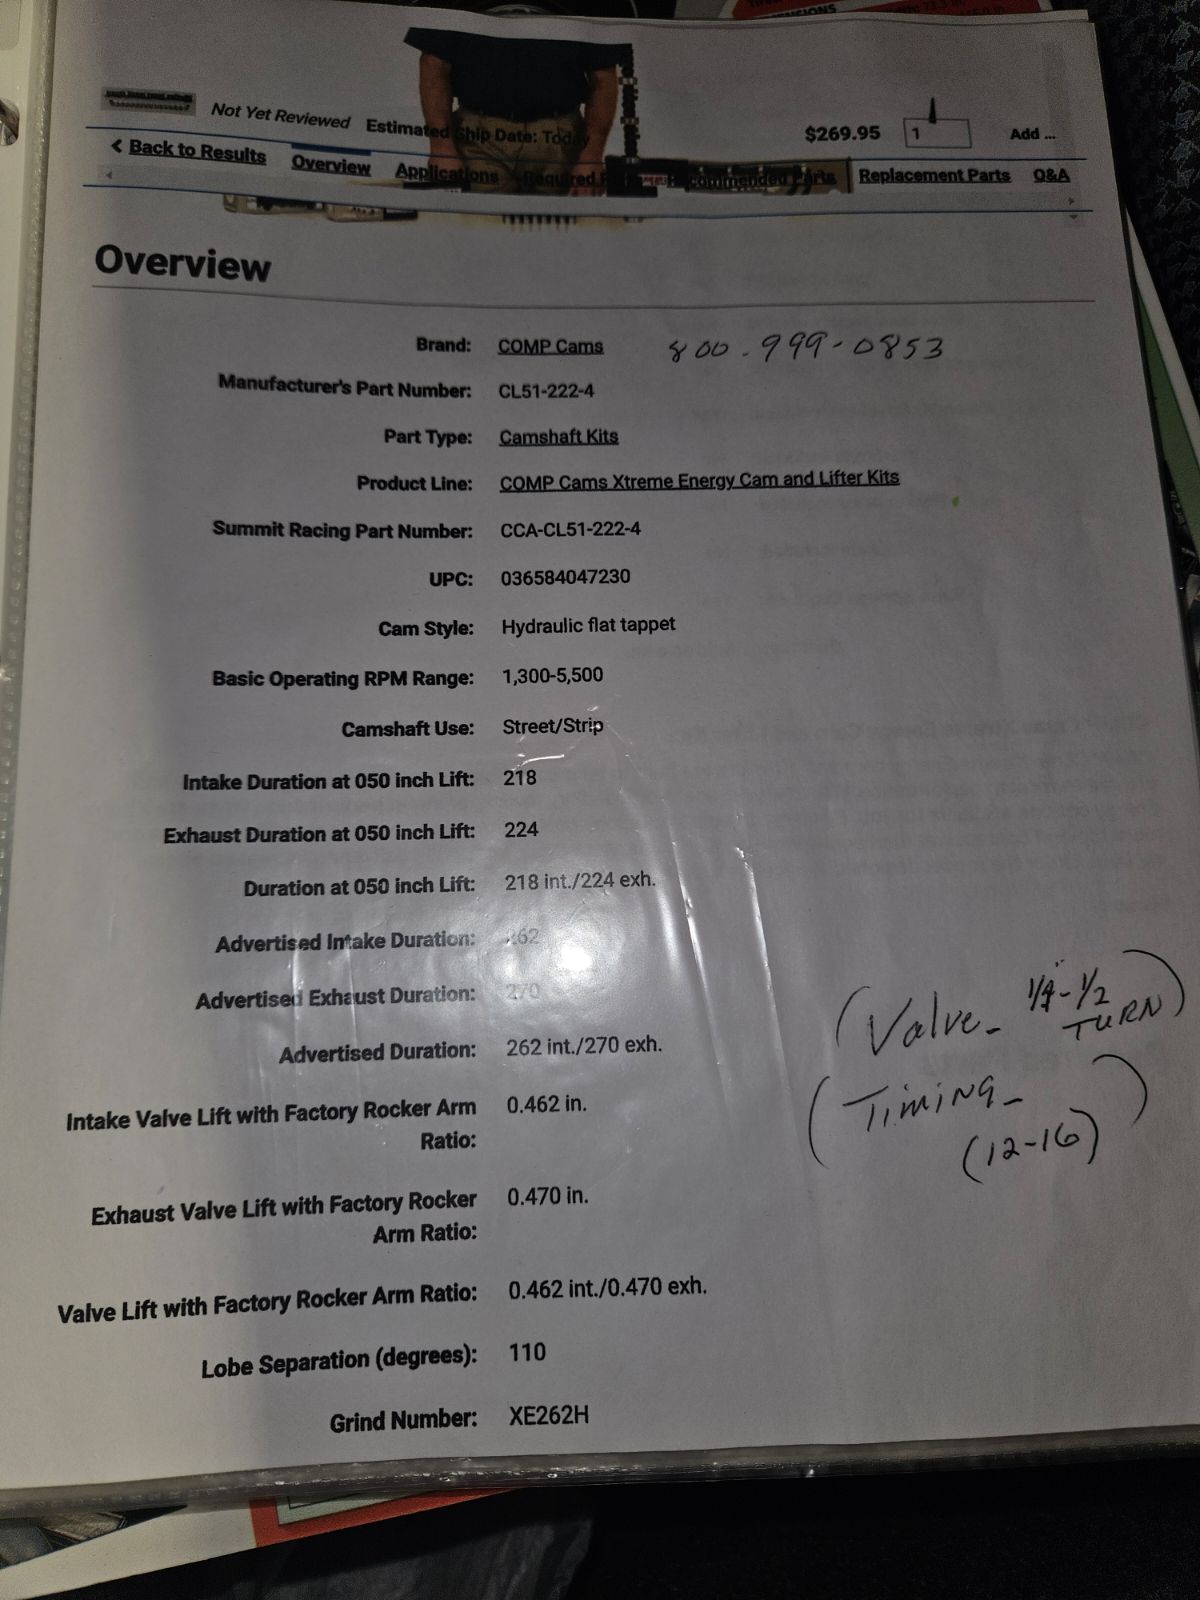 Not Yet Reviewed
Estimated Ship Date: Today
$269.95
1
Add ...
< Back to Results
Overview
Applications
Recommended Parts
Replacement Parts
Q&A
Overview
Brand: COMP Cams 800.999-0853
Manufacturer's Part Number: CL51-222-4
Part Type: Camshaft Kits
Product Line: COMP Cams Xtreme Energy Cam and Lifter Kits
Summit Racing Part Number: CCA-CL51-222-4
UPC: 036584047230
Cam Style: Hydraulic flat tappet
Basic Operating RPM Range: 1,300-5,500
Camshaft Use: Street/Strip
Intake Duration at 050 inch Lift: 218
Exhaust Duration at 050 inch Lift: 224
Duration at 050 inch Lift: 218 int./224 exh.
Advertised Intake Duration: 262
Advertised Exhaust Duration: 270
Advertised Duration: 262 int./270 exh.
Intake Valve Lift with Factory Rocker Arm
Ratio: 0.462 in.
Exhaust Valve Lift with Factory Rocker
Arm Ratio: 0.470 in.
Valve Lift with Factory Rocker Arm Ratio: 0.462 int./0.470 exh.
Lobe Separation (degrees): 110
Grind Number: XE262H
(Valve - 1/4-1/2
TURN)
(Timing - )
(12-16)